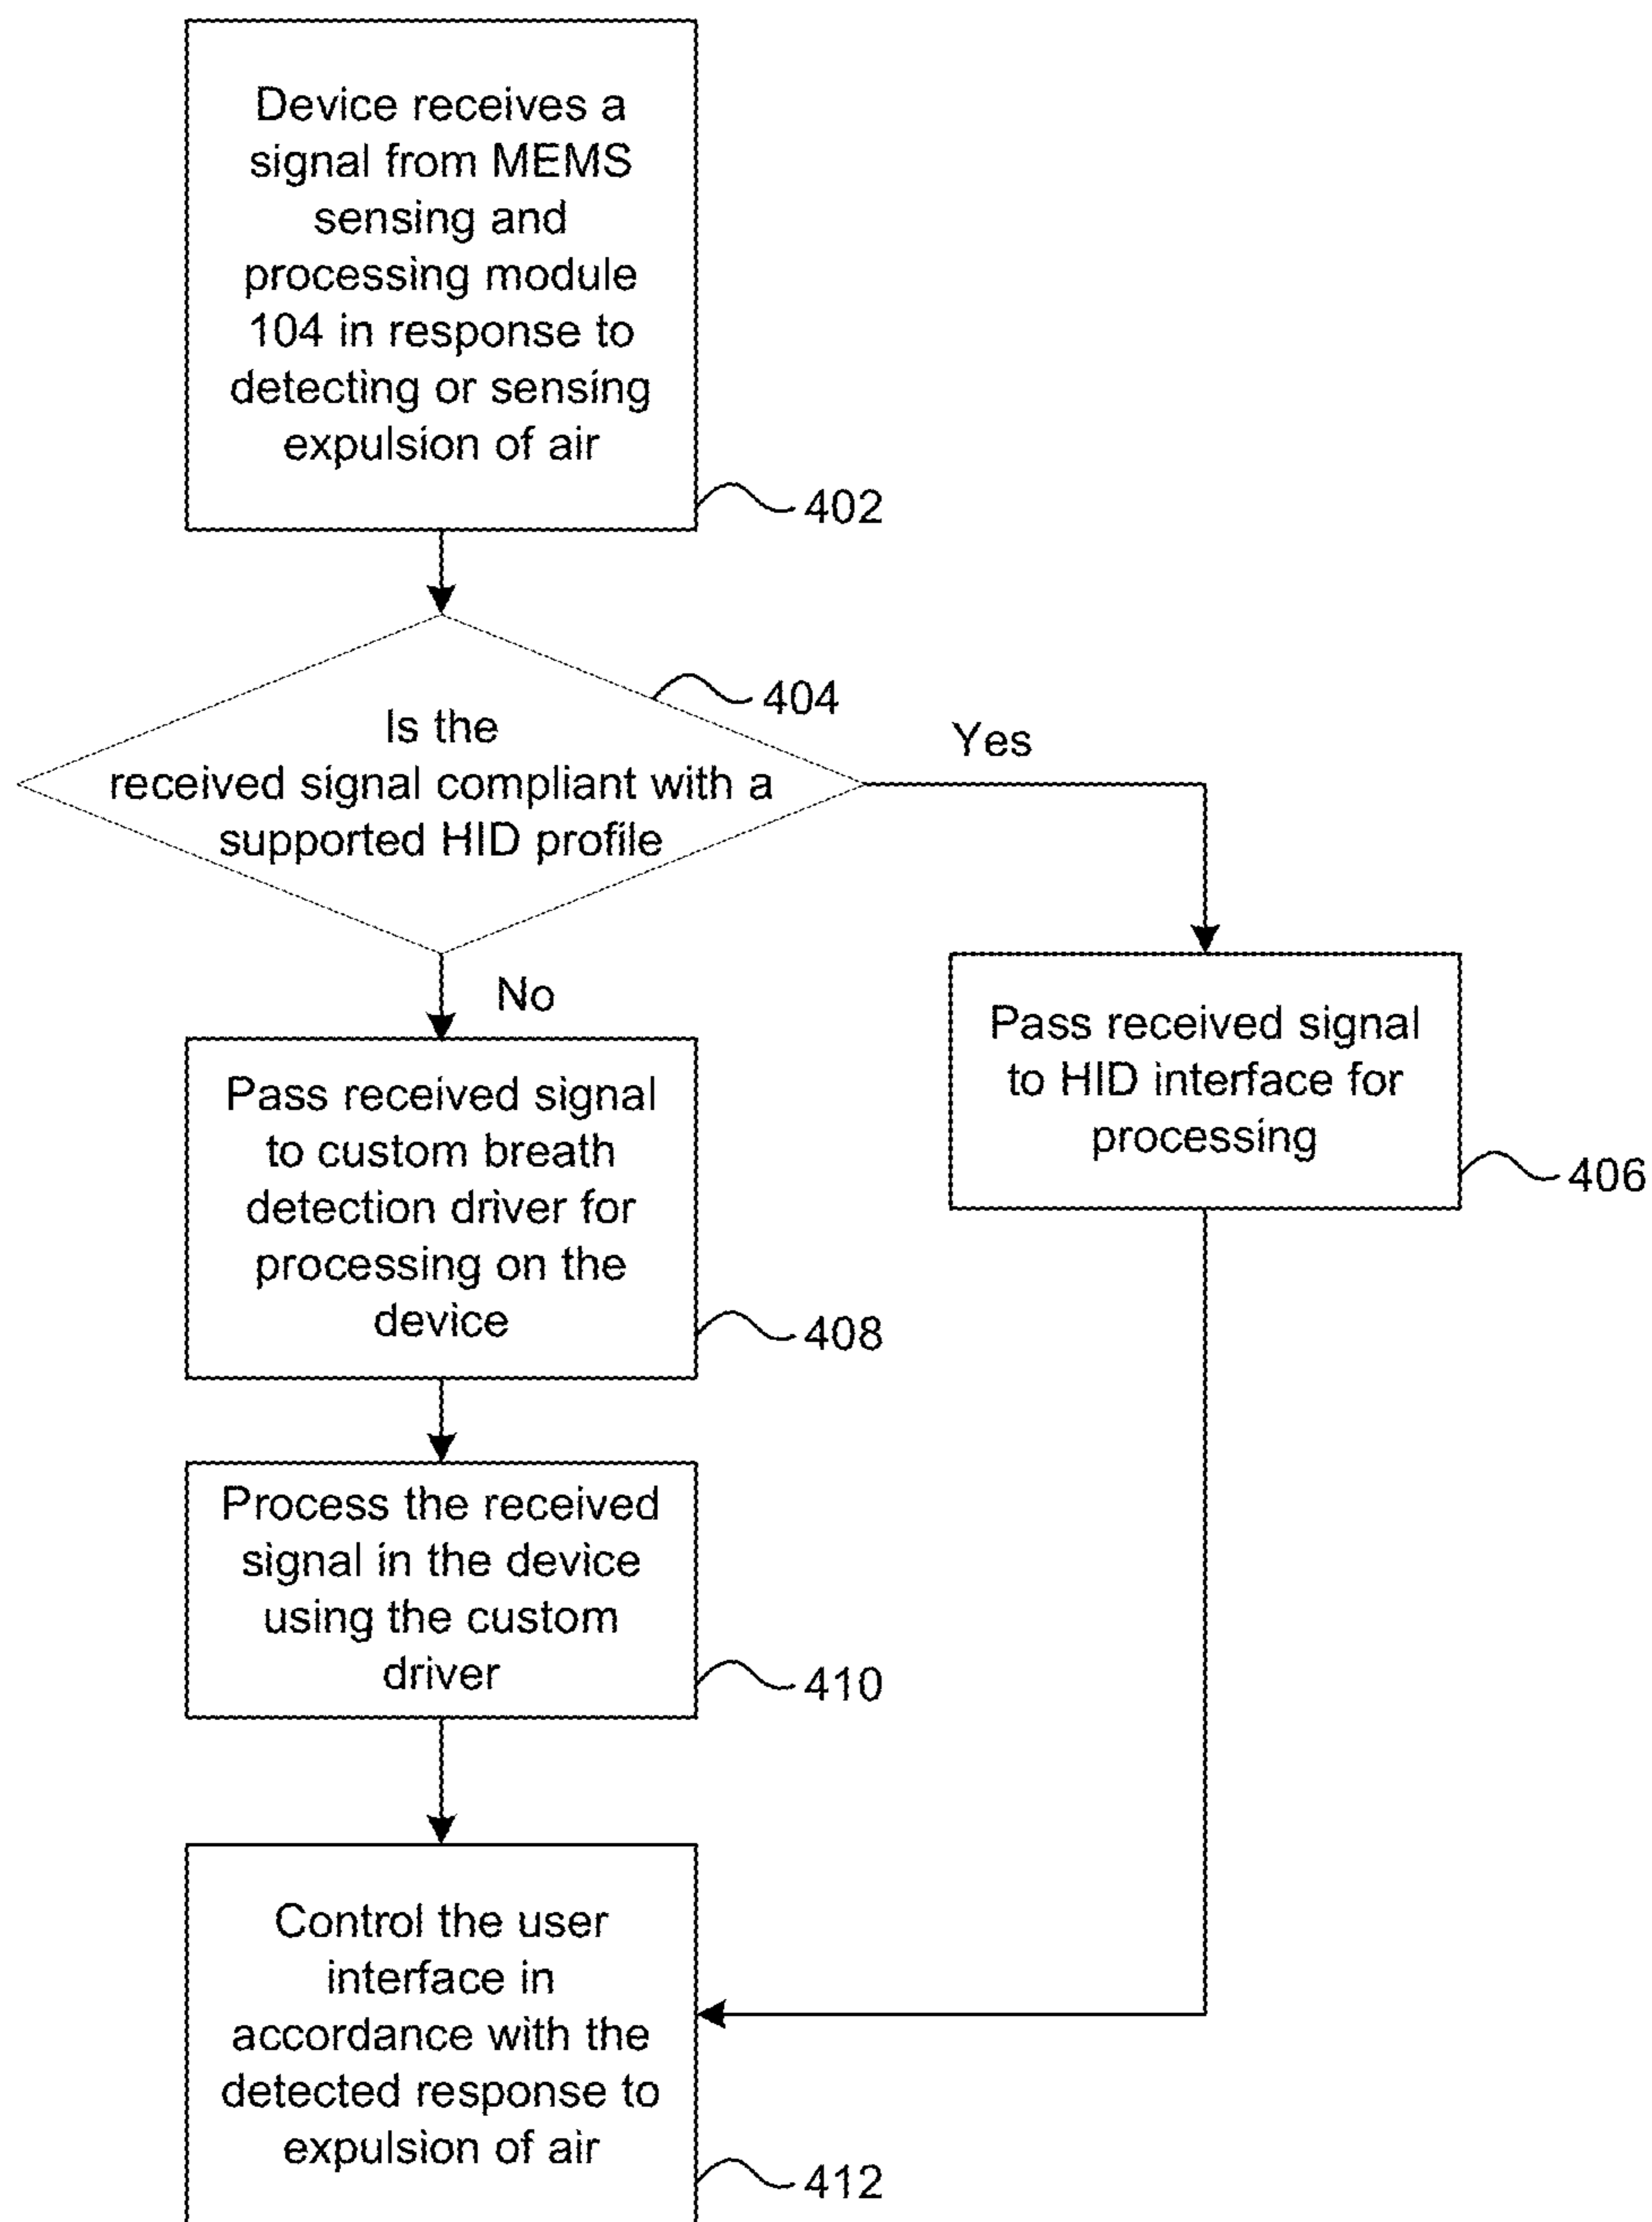 Device receives a
signal from MEMS
sensing and
processing module
104 in response to
detecting or sensing
expulsion of air
402
404
Is the
received signal compliant with a
supported HID profile
Yes
No
Pass received signal
to HID interface for
processing
406
Pass received signal
to custom breath
detection driver for
processing on the
device
408
Process the received
signal in the device
using the custom
driver
410
Control the user
interface in
accordance with the
detected response to
expulsion of air
412